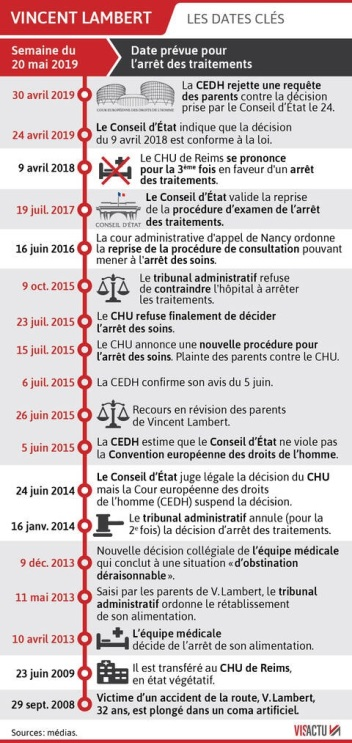 VINCENT LAMBERT LES DATES CLÉS
Semaine du
20 mai 2019
Date prévue pour
l'arrêt des traitements
30 avril 2019
La CEDH rejette une requête
des parents contre la décision
prise par le Conseil d'État le 24.
24 avril 2019
Le Conseil d'État indique que la décision
du 9 avril 2018 est conforme à la loi.
9 avril 2018
Le CHU de Reims se prononce
pour la 3ème fois en faveur d'un arrêt
des traitements.
19 juil. 2017
CONSEIL D'ÉTAT
Le Conseil d'État valide la reprise
de la procédure d'examen de l'arrêt
des traitements.
16 juin 2016
La cour administrative d'appel de Nancy ordonne
la reprise de la procédure de consultation pouvant
mener à l'arrêt des soins.
9 oct. 2015
Le tribunal administratif refuse
de contraindre l'hôpital à arrêter
les traitements.
23 juil. 2015
Le CHU refuse finalement de décider
l'arrêt des soins.
15 juil. 2015
Le CHU annonce une nouvelle procédure pour
l'arrêt des soins. Plainte des parents contre le CHU.
6 juil. 2015
La CEDH confirme son avis du 5 juin.
26 juin 2015
Recours en révision des parents
de Vincent Lambert.
5 juin 2015
La CEDH estime que le Conseil d'État ne viole pas
la Convention européenne des droits de l'homme.
24 juin 2014
Le Conseil d'État juge légale la décision du CHU
mais la Cour européenne des droits
de l'homme (CEDH) suspend la décision.
16 janv. 2014
Le tribunal administratif annule (pour la
2e fois) la décision d'arrêt des traitements.
9 déc. 2013
Nouvelle décision collégiale de l'équipe médicale
qui conclut à une situation «d'obstination
déraisonnable».
11 mai 2013
Saisi par les parents de V. Lambert, le tribunal
administratif ordonne le rétablissement
de son alimentation.
10 avril 2013
L'équipe médicale
décide de l'arrêt de son alimentation.
23 juin 2009
Il est transféré au CHU de Reims,
en état végétatif.
29 sept. 2008
Victime d'un accident de la route, V. Lambert,
32 ans, est plongé dans un coma artificiel.
Sources: médias.
VISACTU